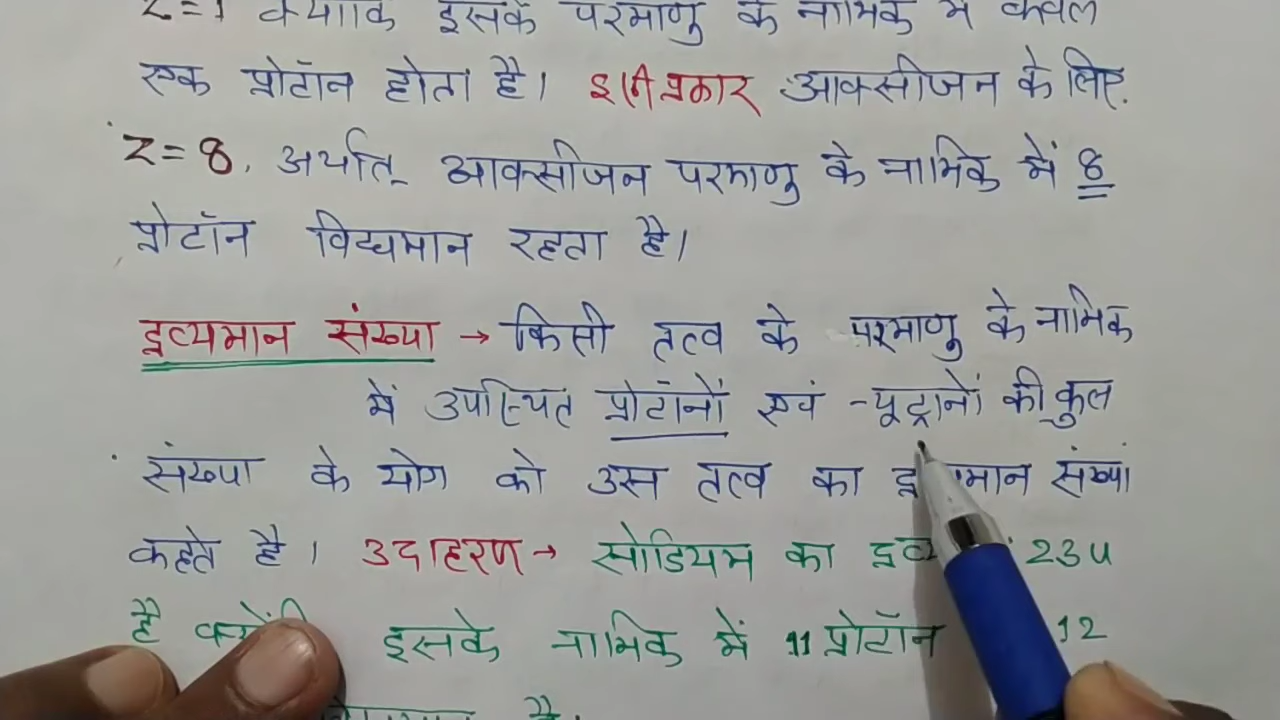 Z=1 क्योंकि इसके परमाणु के नाभिक में केवल
एक प्रोटॉन होता है। इसीप्रकार आक्सीजन के लिए
Z=8, अर्थात् आक्सीजन परमाणु के नाभिक में 8
प्रोटॉन विद्यमान रहता है।
द्रव्यमान संख्या → किसी तत्व के परमाणु के नाभिक
में उपस्थित प्रोटॉनों एवं न्यूट्रानों की कुल
संख्या के योग को उस तत्व का द्रव्यमान संख्या
कहते है। उदाहरण → सोडियम का 23u
है इसके नाभिक में 11 प्रोटॉन 12
है।